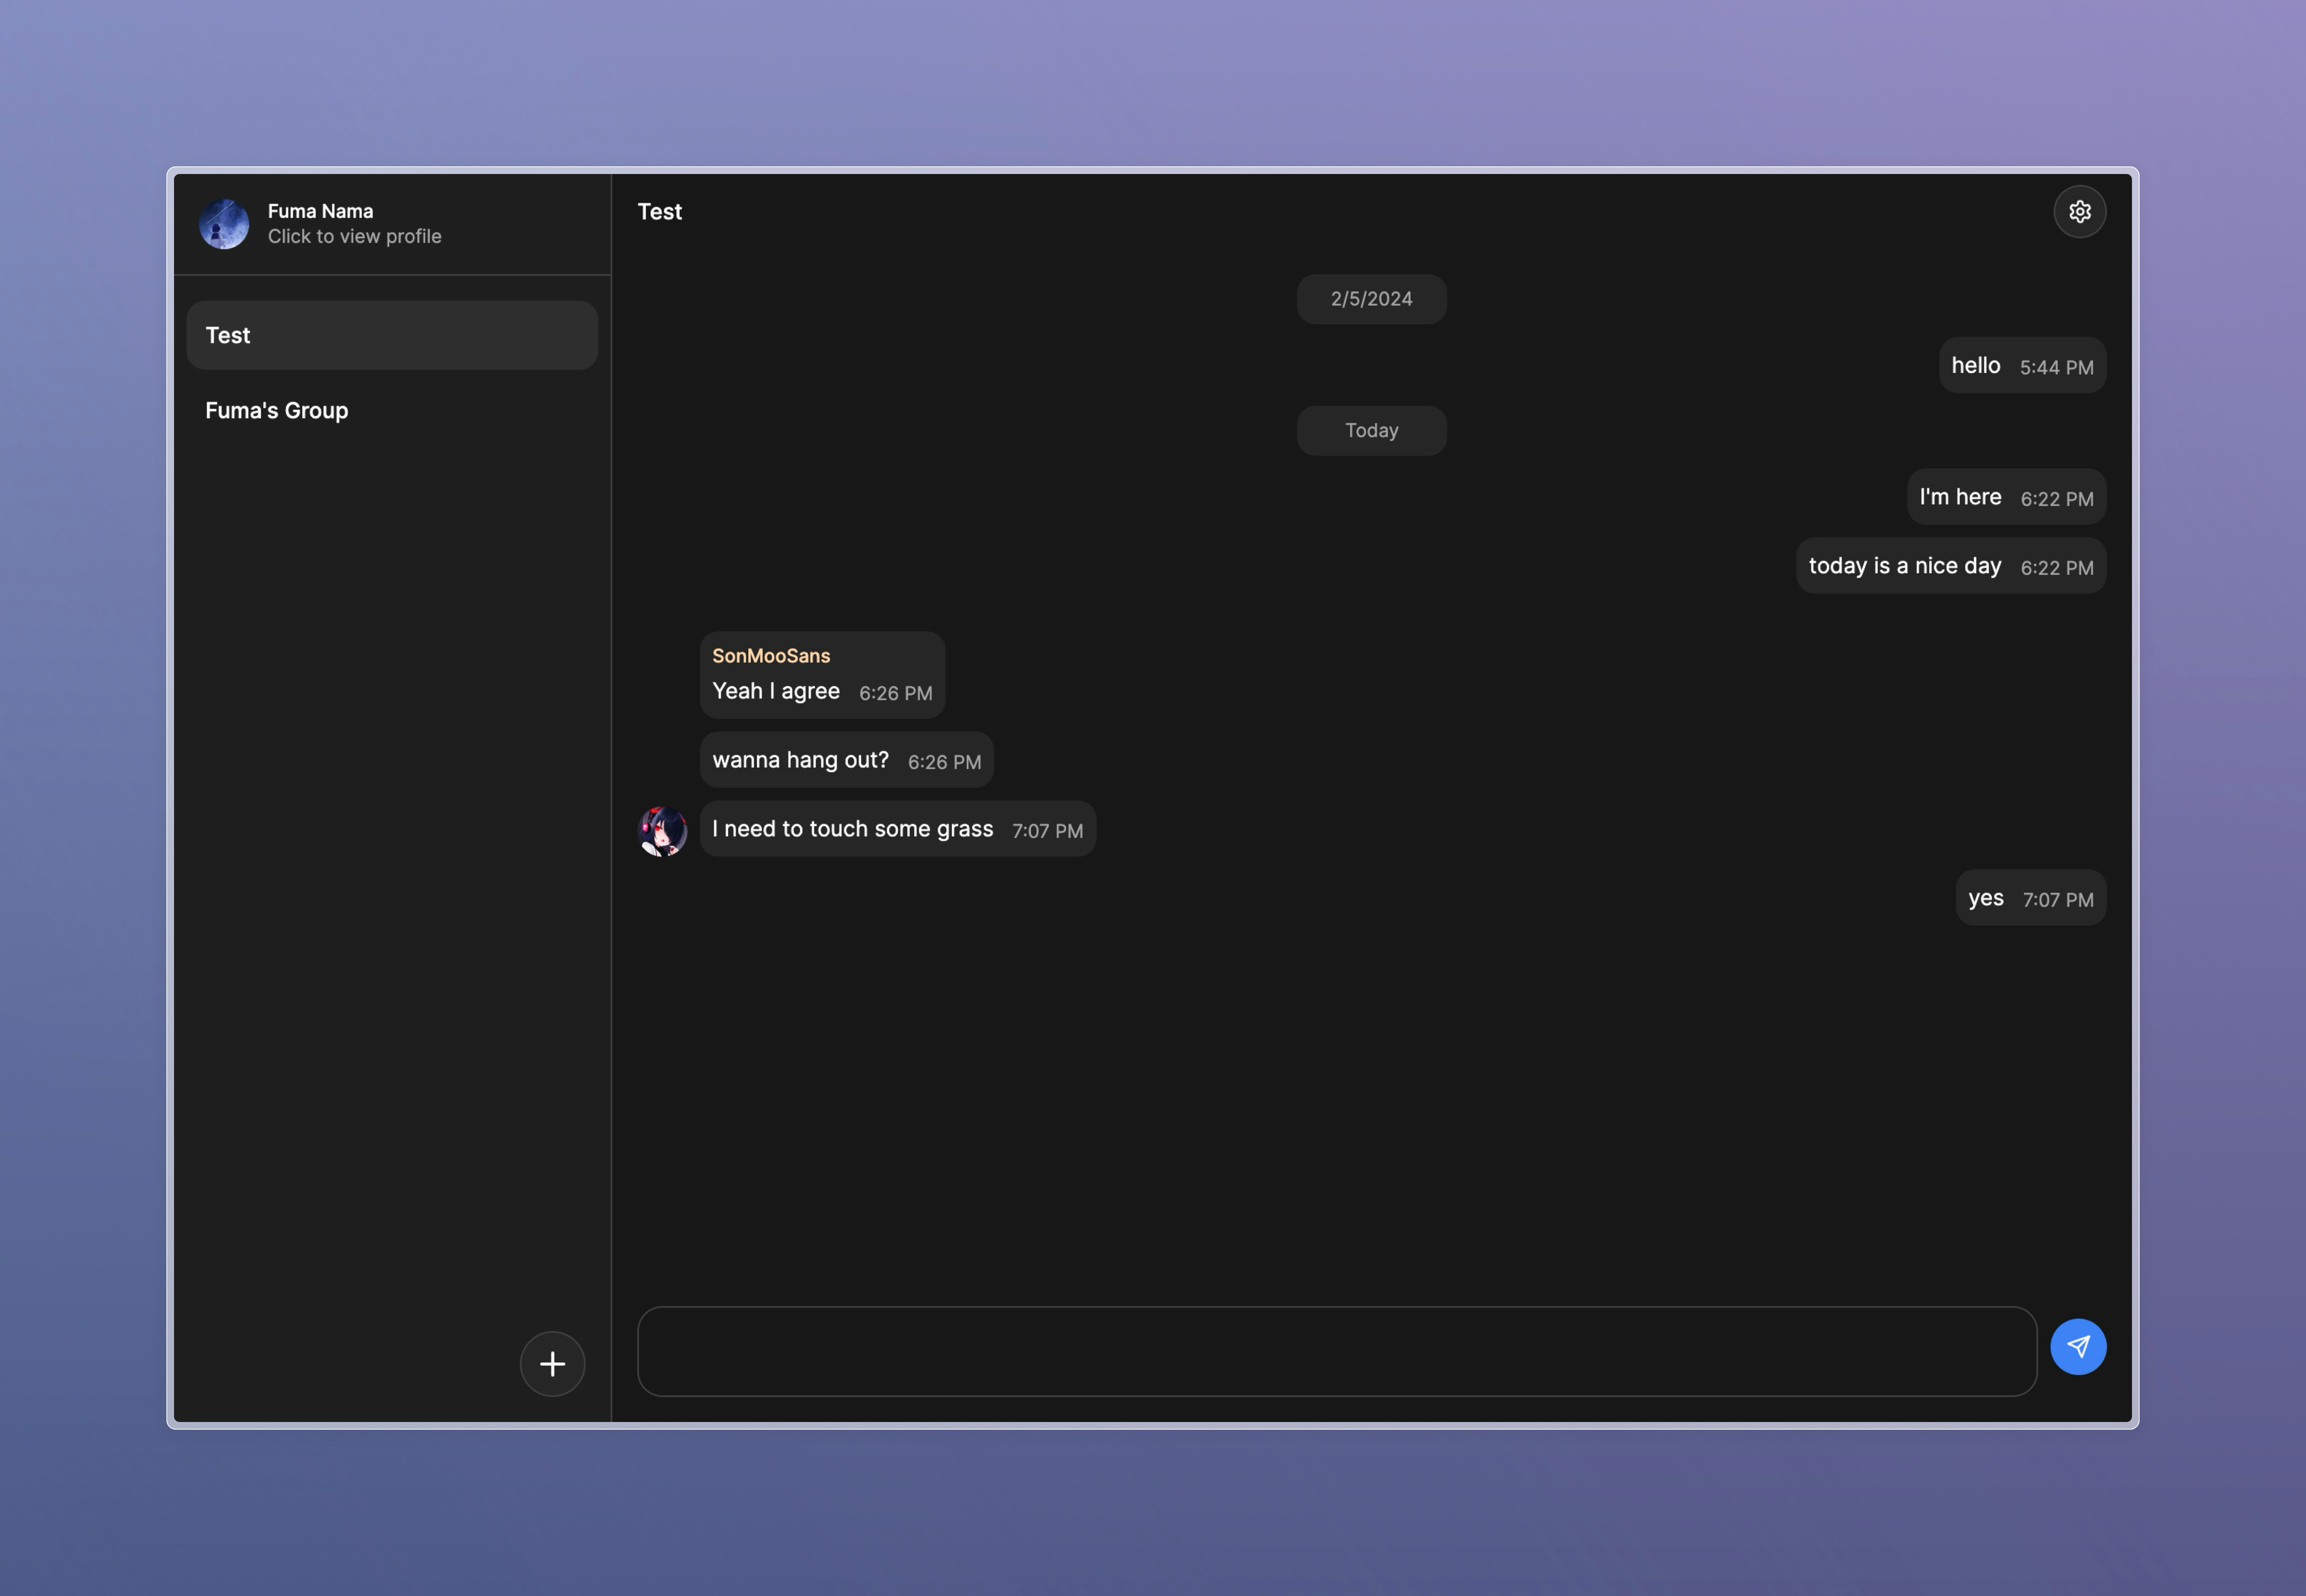 Fuma Nama
Click to view profile
Test
Fuma's Group
Test
2/5/2024
hello 5:44 PM
Today
I'm here 6:22 PM
today is a nice day 6:22 PM
SonMooSans
Yeah I agree 6:26 PM
wanna hang out? 6:26 PM
I need to touch some grass 7:07 PM
yes 7:07 PM